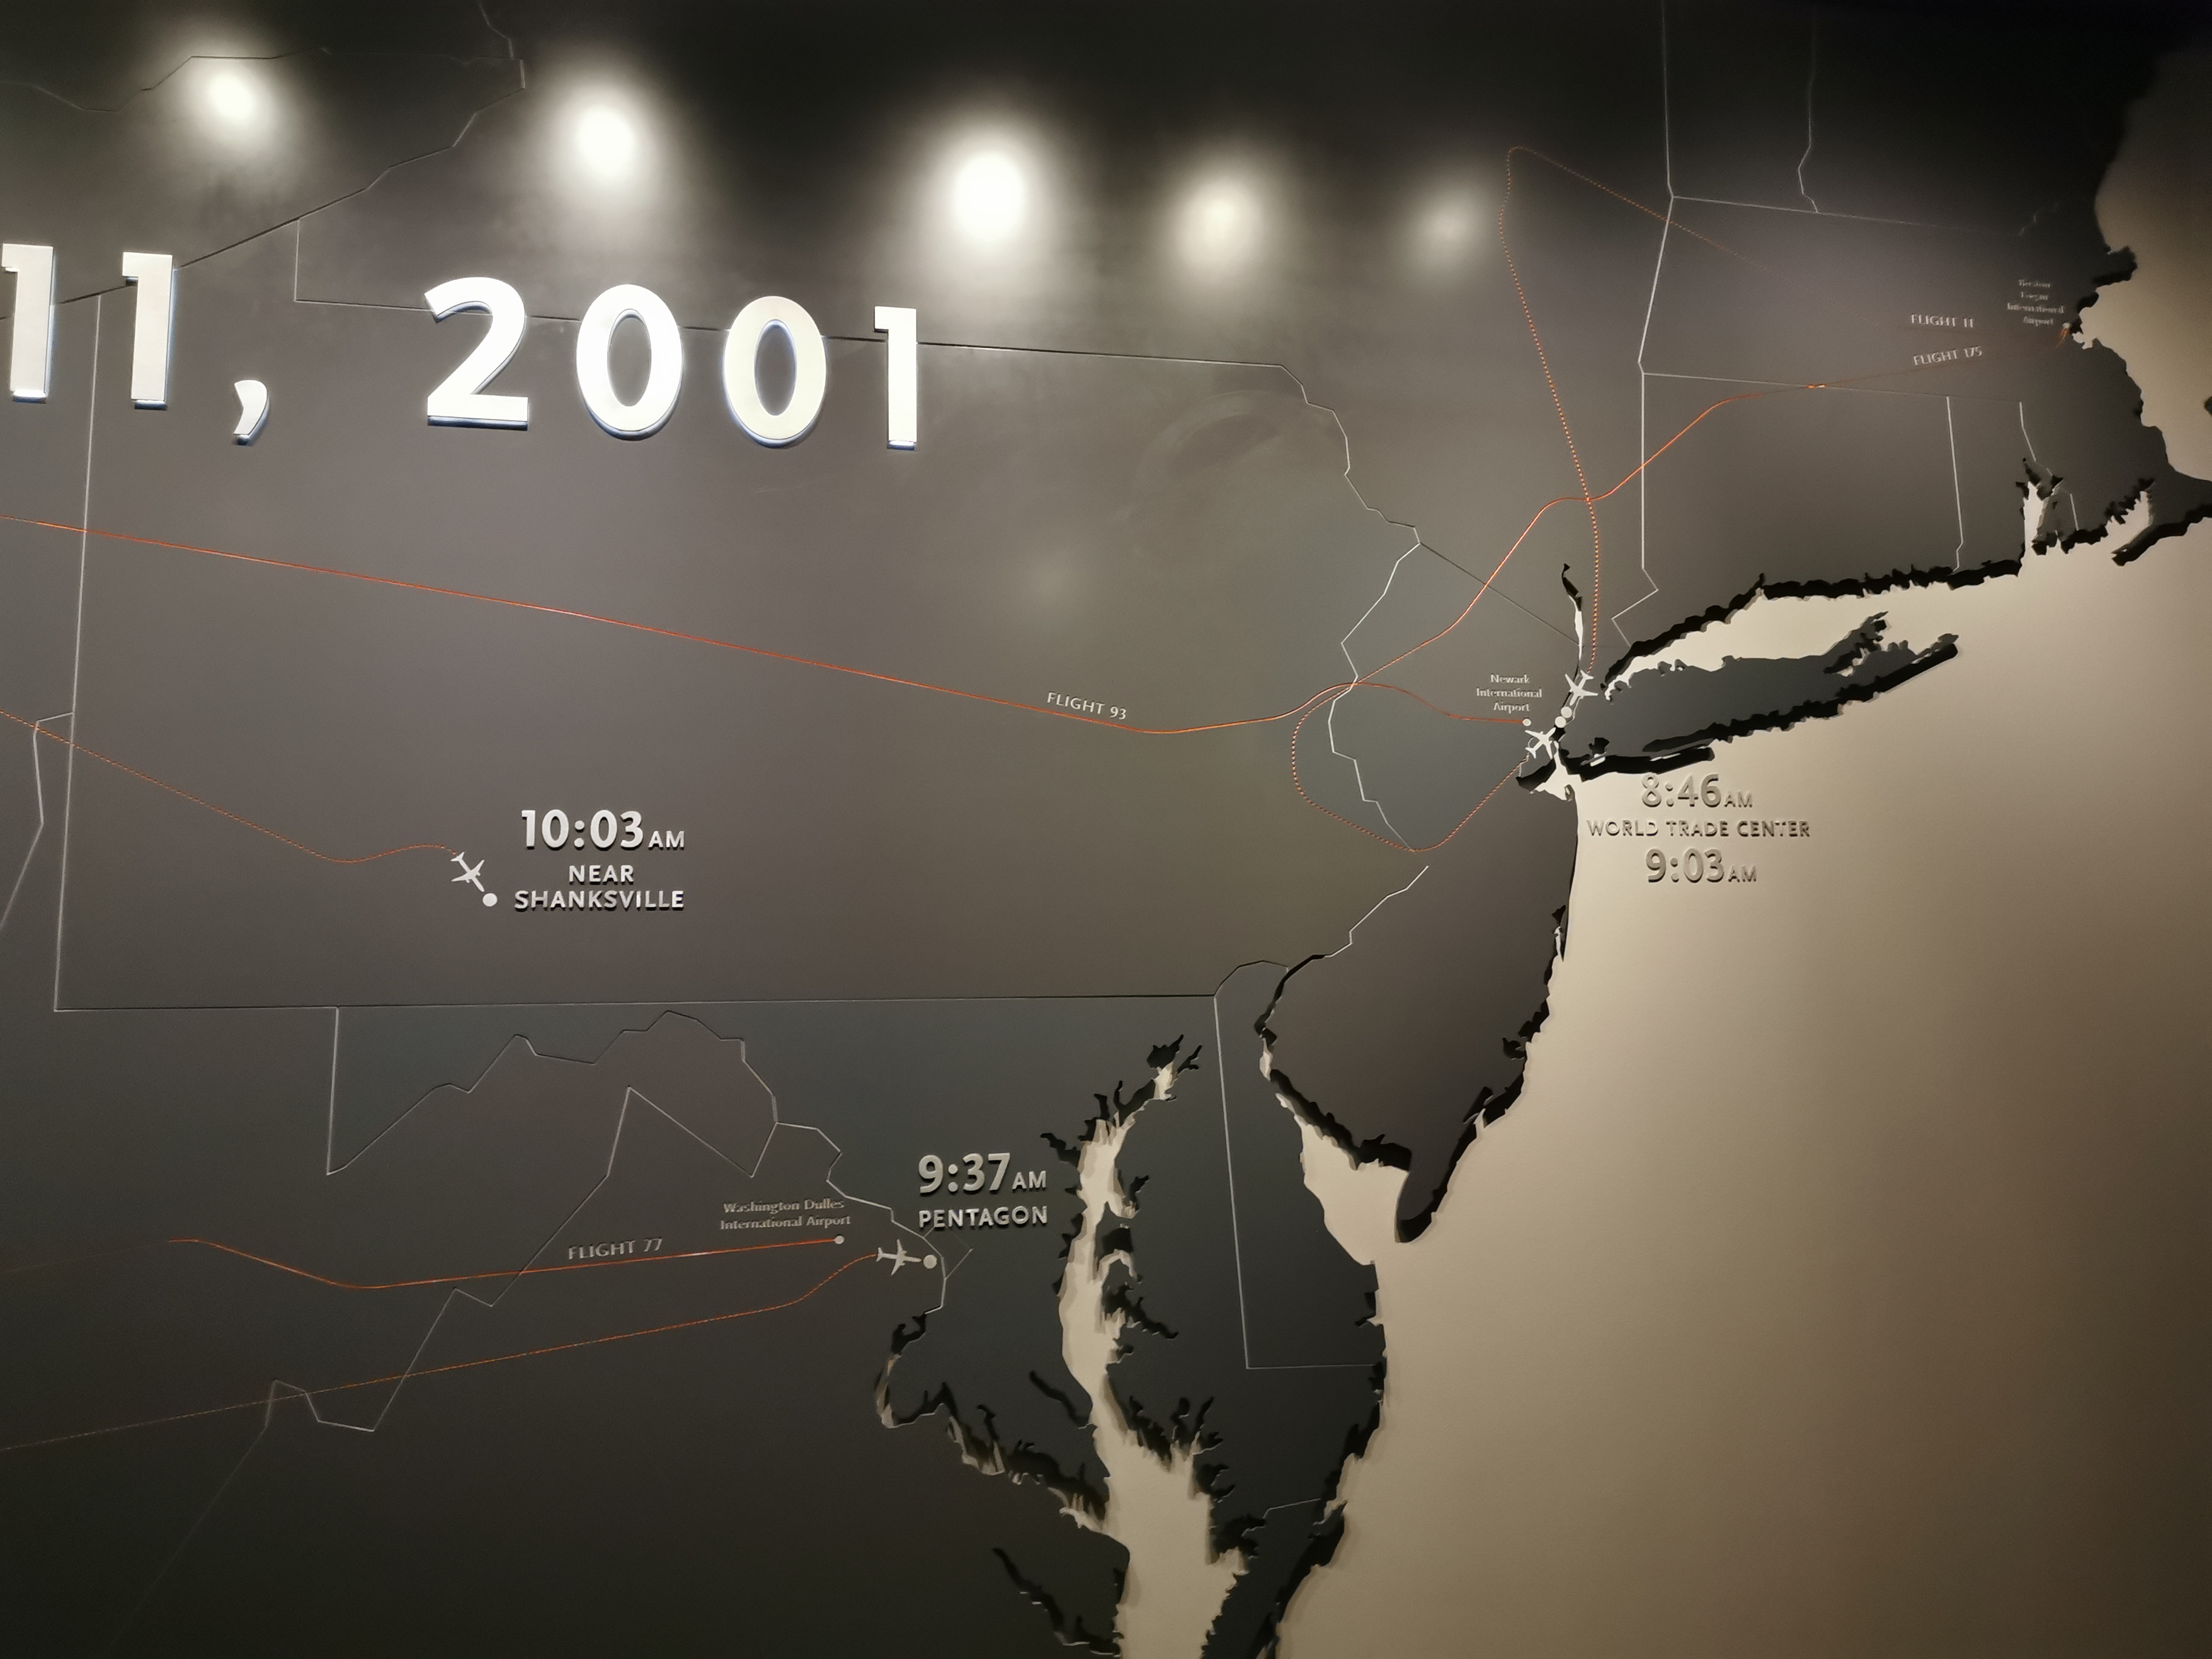 11, 2001
FLIGHT 11
Boston
Logan
International
Airport
FLIGHT 175
FLIGHT 93
Newark
International
Airport
8:46AM
WORLD TRADE CENTER
9:03AM
10:03AM
NEAR
SHANKSVILLE
9:37AM
PENTAGON
Washington Dulles
International Airport
FLIGHT 77